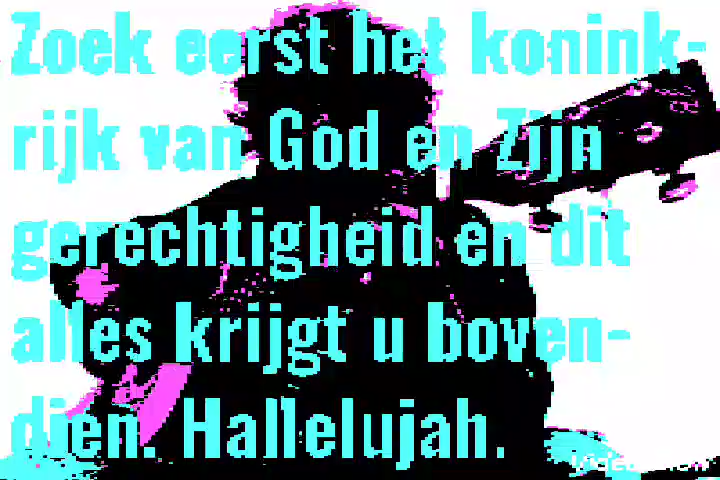 Zoek eerst het konink-
rijk van God en Zijn
gerechtigheid en dit
alles krijgt u boven-
dien. Hallelujah.